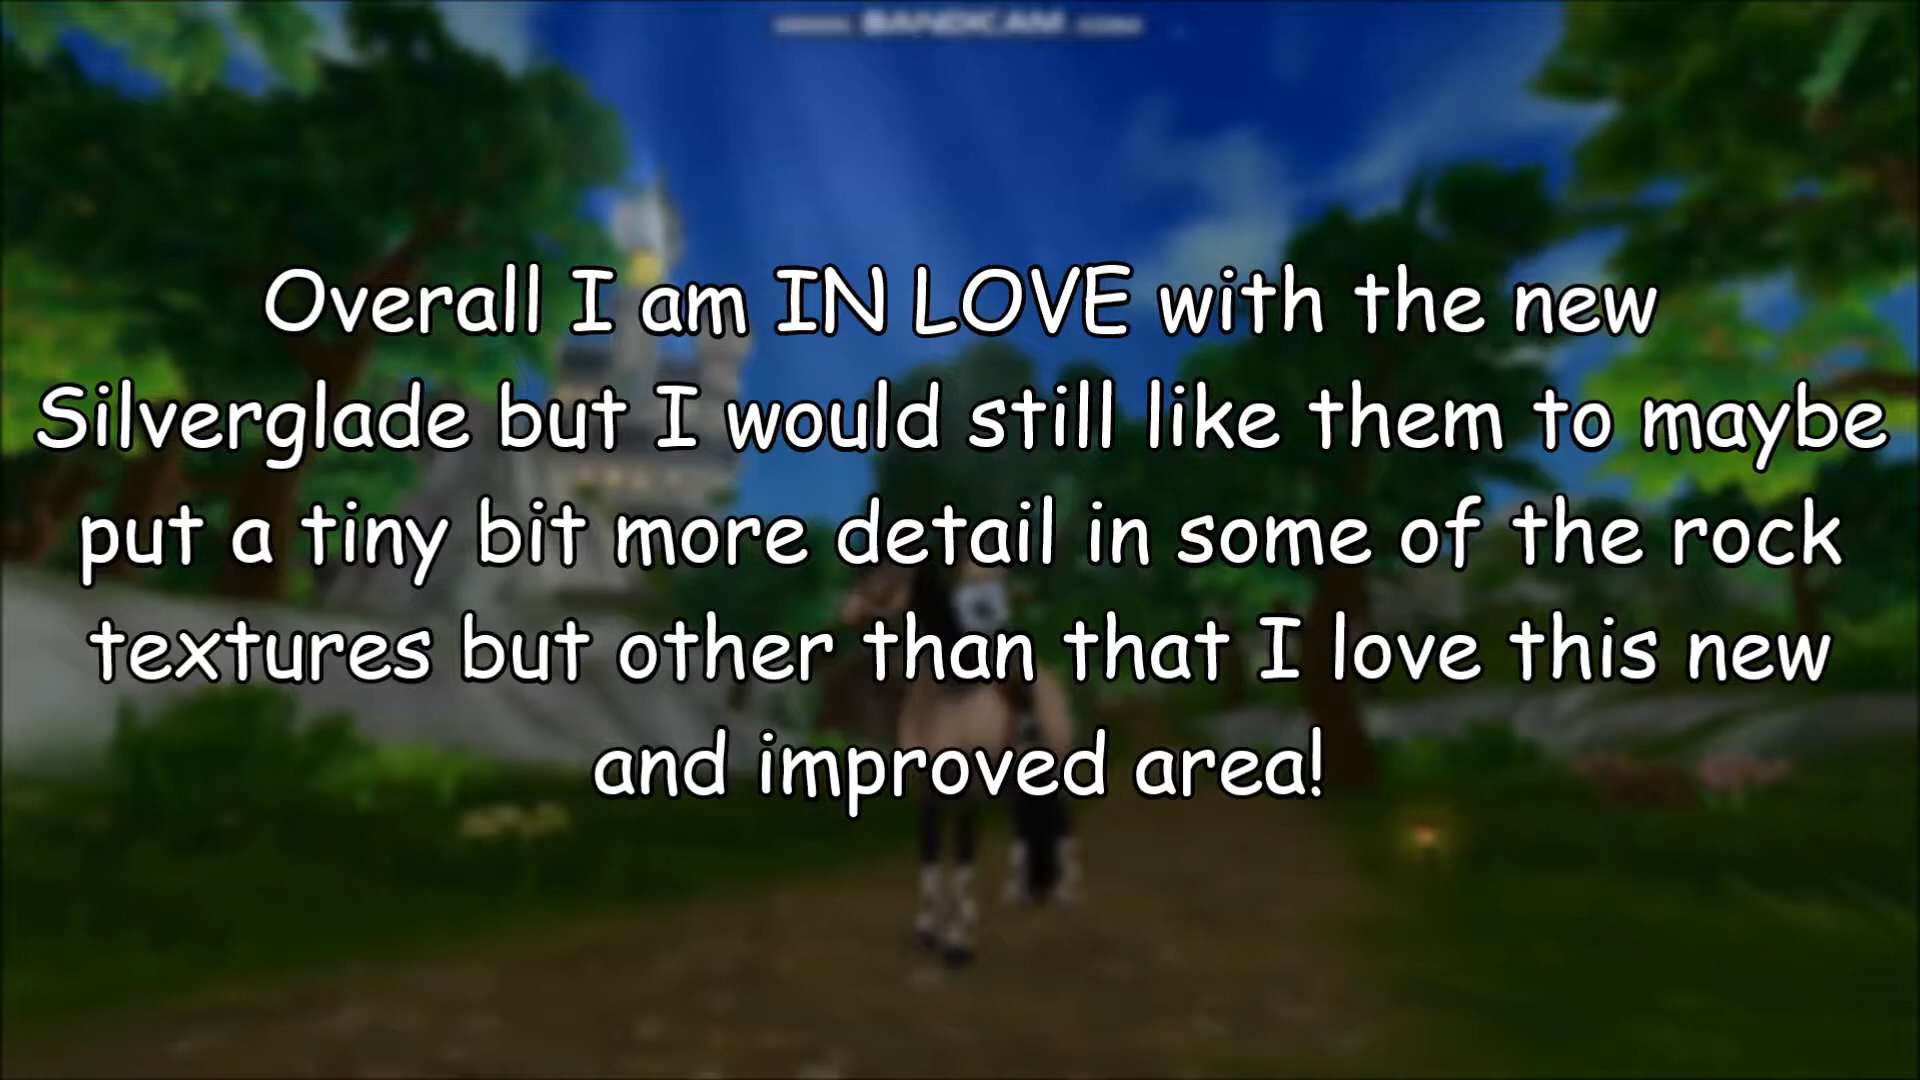 BANDICAM
Overall I am IN LOVE with the new
Silverglade but I would still like them to maybe
put a tiny bit more detail in some of the rock
textures but other than that I love this new
and improved area!